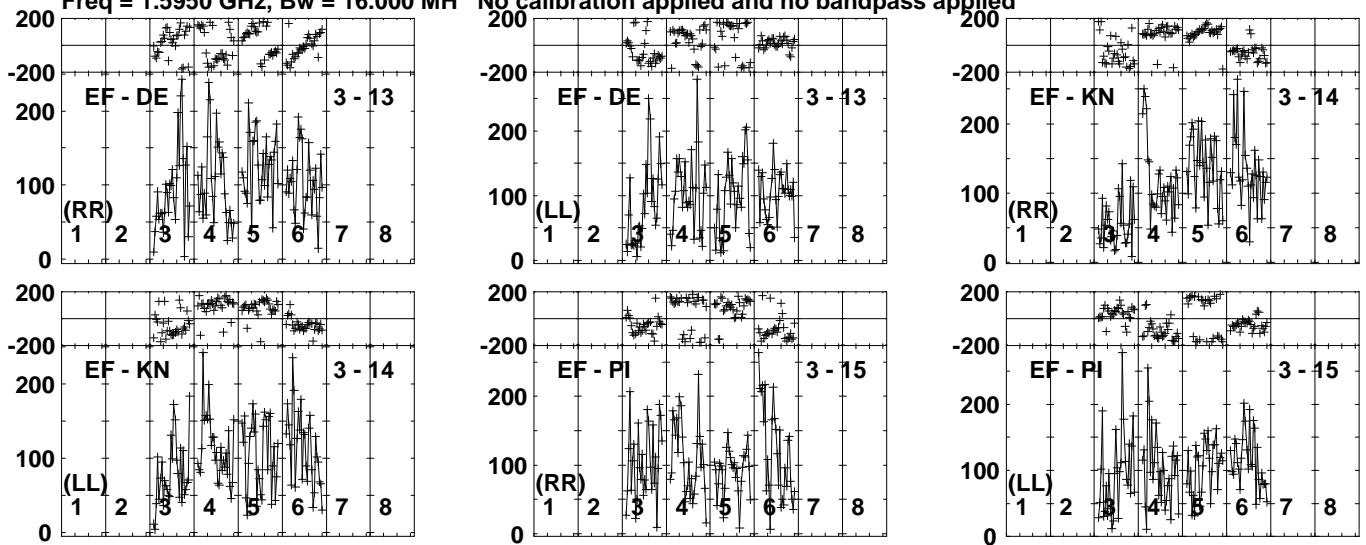 Freq = 1.5950 GHz, Bw = 16.000 MH No calibration applied and no bandpass applied
200
-200
EF - DE 3 - 13
200
100
(RR)
1 2 3 4 5 6 7 8
0
200
-200
EF - DE 3 - 13
200
100
(LL)
1 2 3 4 5 6 7 8
0
200
-200
EF - KN 3 - 14
200
100
(RR)
1 2 3 4 5 6 7 8
0
200
-200
EF - KN 3 - 14
200
100
(LL)
1 2 3 4 5 6 7 8
0
200
-200
EF - PI 3 - 15
200
100
(RR)
1 2 3 4 5 6 7 8
0
200
-200
EF - PI 3 - 15
200
100
(LL)
1 2 3 4 5 6 7 8
0